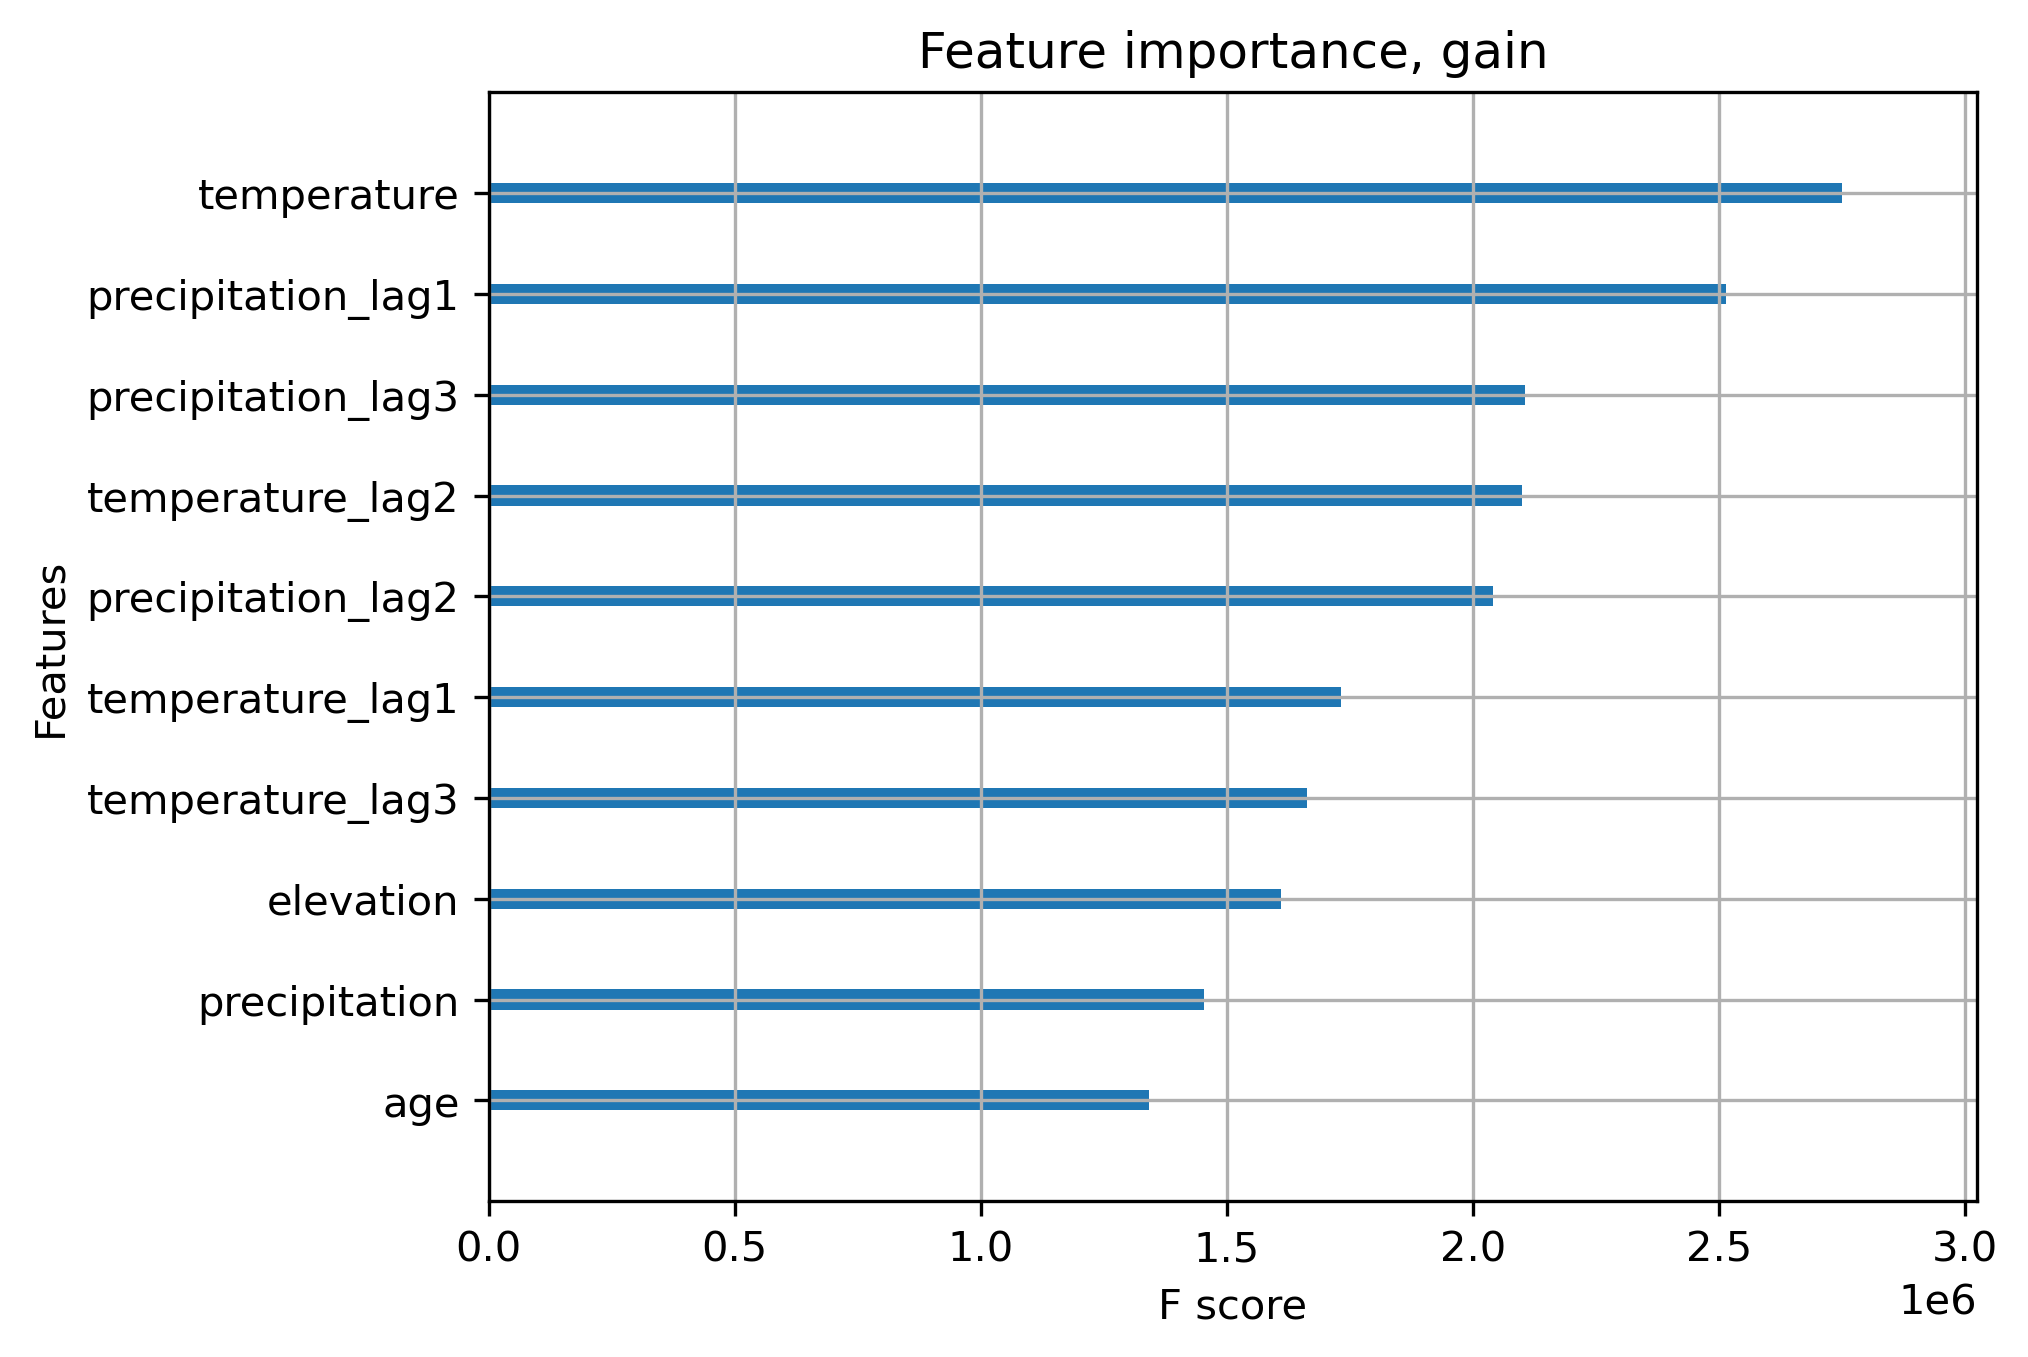 Feature importance, gain
temperature
precipitation_lag1
precipitation_lag3
temperature_lag2
precipitation_lag2
temperature_lag1
temperature_lag3
elevation
precipitation
age
Features
0.0 0.5 1.0 1.5 2.0 2.5 3.0
1e6
F score